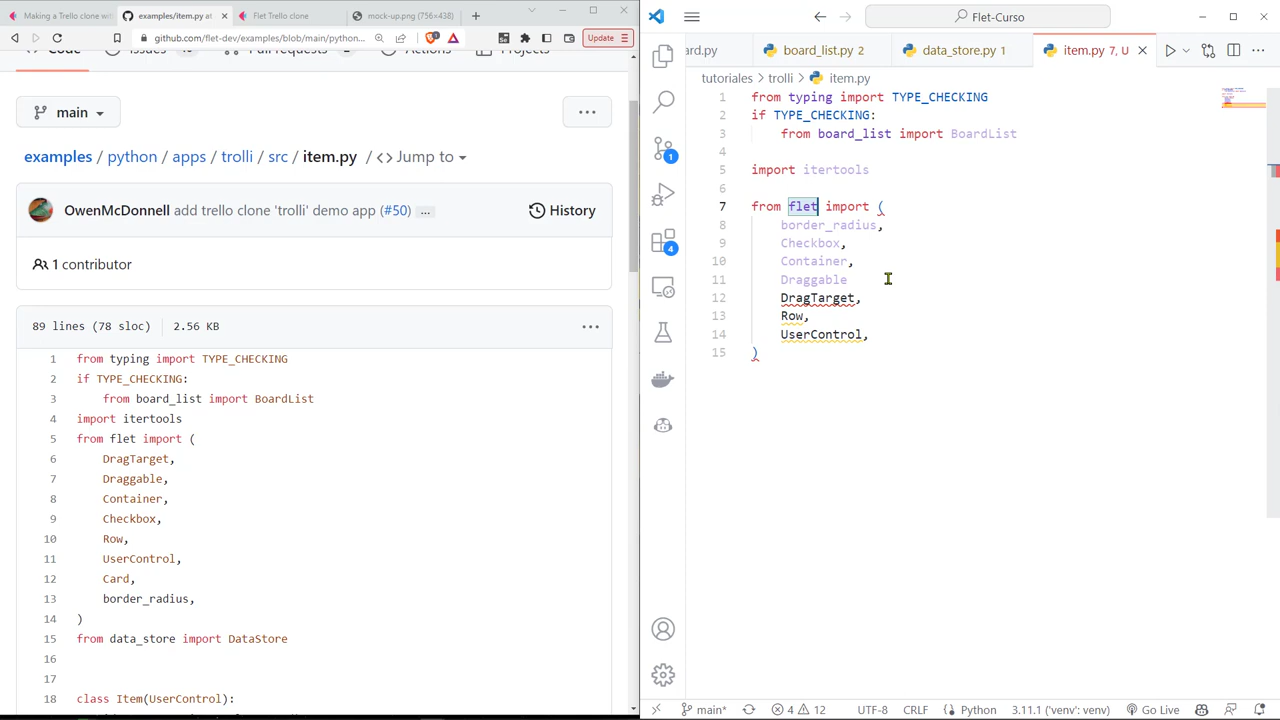 Making a Trello clone with
examples/item.py at
Flet Trello clone
mock-up.png (756×438)
github.com/flet-dev/examples/blob/main/python...
Update
Code
Issues
Pull requests
Actions
Projects
main
examples / python / apps / trolli / src / item.py /
Jump to
OwenMcDonnell add trello clone 'trolli' demo app (#50) ...
History
1 contributor
89 lines (78 sloc)
2.56 KB
1 from typing import TYPE_CHECKING
2 if TYPE_CHECKING:
3 from board_list import BoardList
4 import itertools
5 from flet import (
6 DragTarget,
7 Draggable,
8 Container,
9 Checkbox,
10 Row,
11 UserControl,
12 Card,
13 border_radius,
14 )
15 from data_store import DataStore
16
17
18 class Item(UserControl):
Flet-Curso
ard.py
board_list.py 2
data_store.py 1
item.py 7, U
tutoriales > trolli > item.py
1 from typing import TYPE_CHECKING
2 if TYPE_CHECKING:
3 from board_list import BoardList
4
5 import itertools
6
7 from flet import (
8 border_radius,
9 Checkbox,
10 Container,
11 Draggable
12 DragTarget,
13 Row,
14 UserControl,
15 )
1
4
main*
4
12
UTF-8
CRLF
Python
3.11.1 ('venv': venv)
Go Live